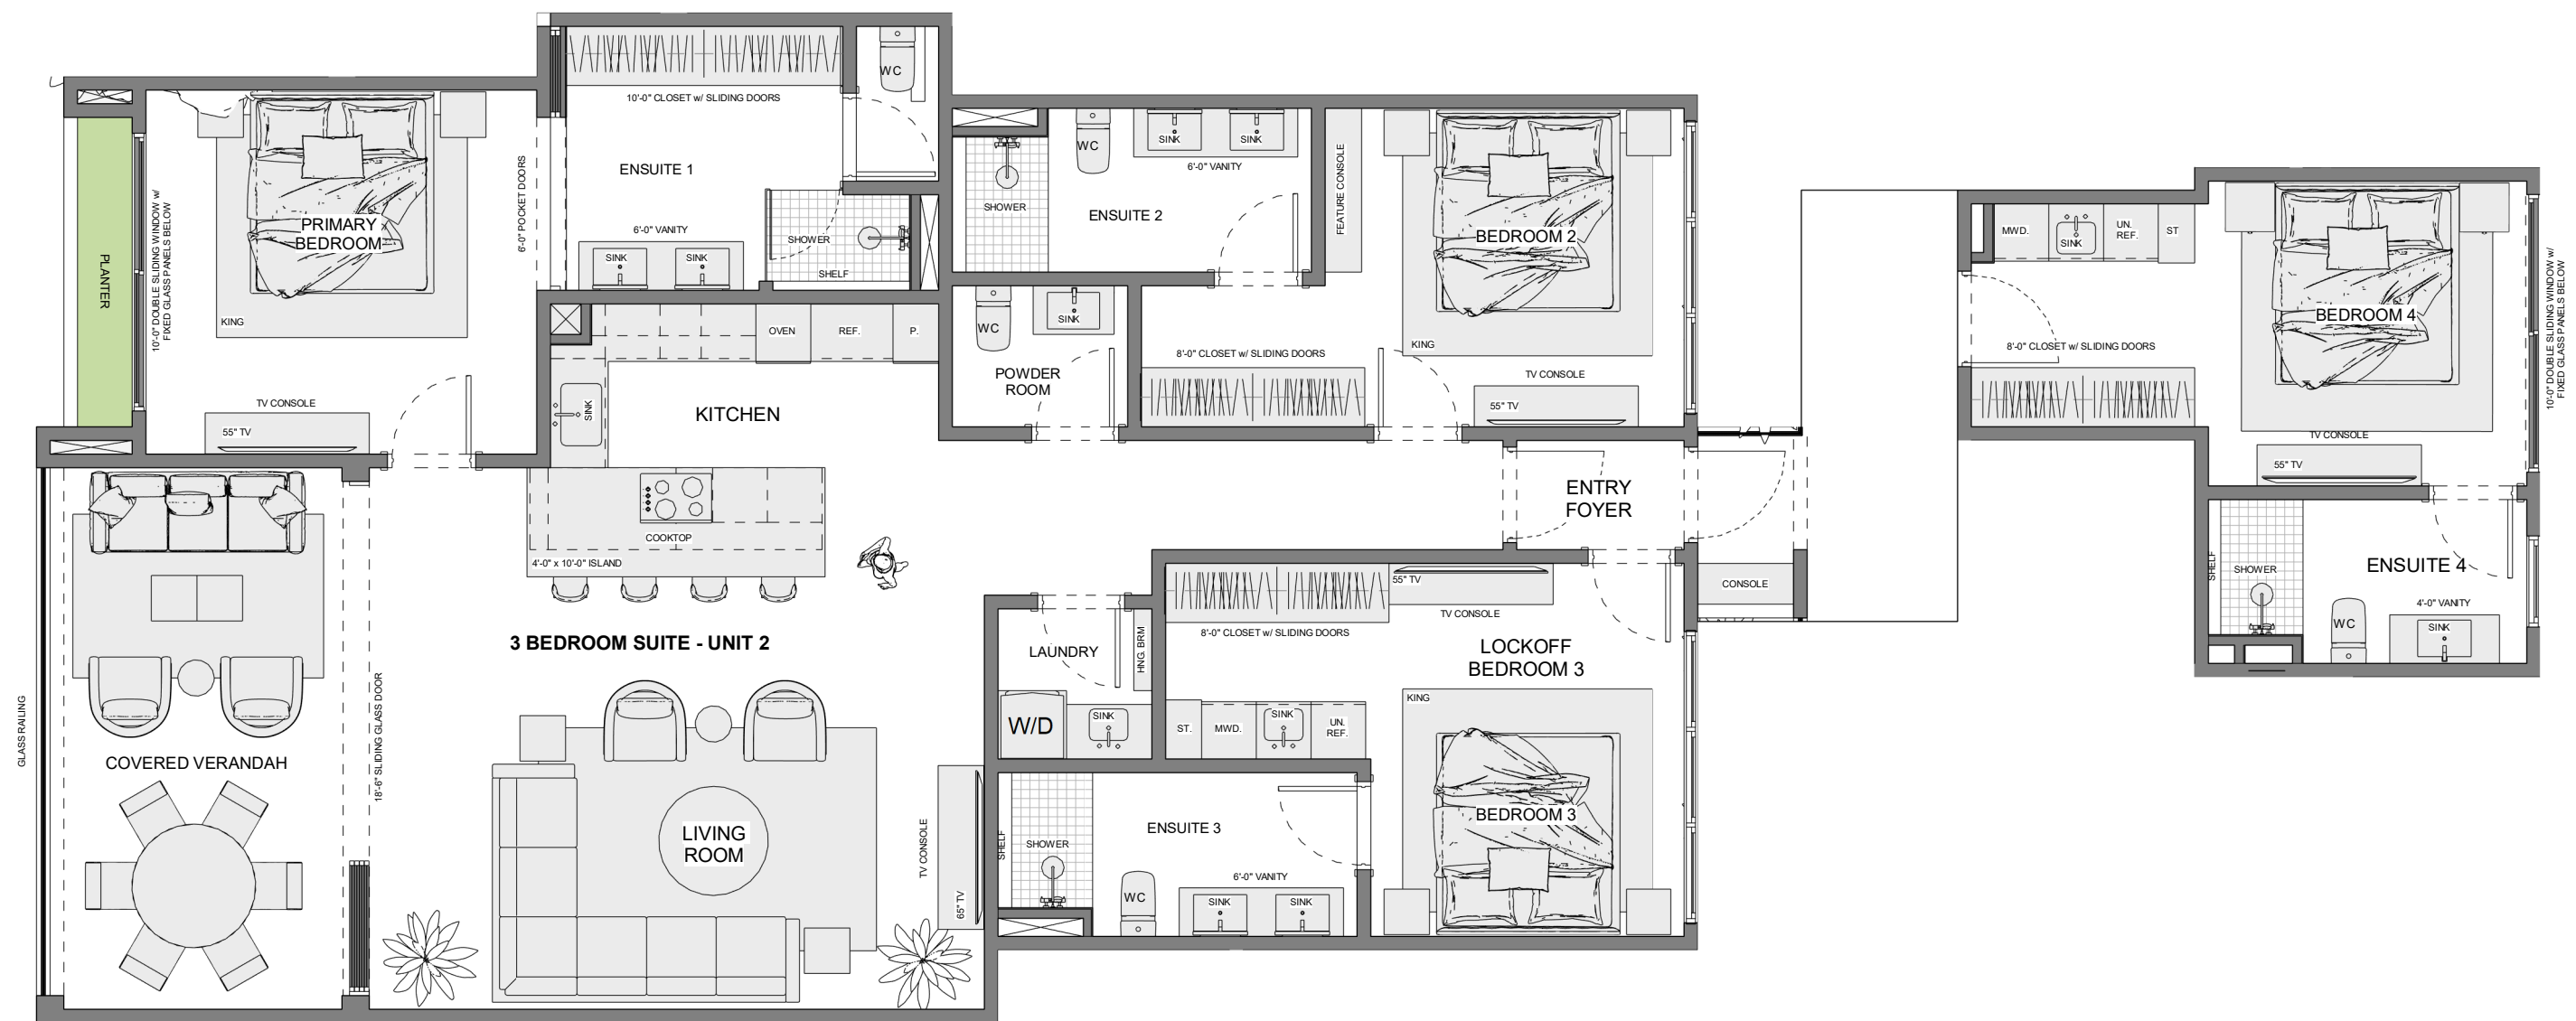 WC
10'-0" CLOSET w/ SLIDING DOORS
ENSUITE 1
6'-0" VANITY
SINK
SINK
SHOWER
SHELF
6'-0" POCKET DOORS
PRIMARY
BEDROOM
KING
TV CONSOLE
55" TV
10'-0" DOUBLE SLIDING WINDOW w/
FIXED GLASS PANELS BELOW
PLANTER
SHOWER
WC
SINK
SINK
6'-0" VANITY
ENSUITE 2
FEATURE CONSOLE
BEDROOM 2
KING
8'-0" CLOSET w/ SLIDING DOORS
TV CONSOLE
55" TV
WC
SINK
POWDER
ROOM
OVEN
REF.
P.
SINK
KITCHEN
COOKTOP
4'-0" x 10'-0" ISLAND
3 BEDROOM SUITE - UNIT 2
ENTRY
FOYER
CONSOLE
LAUNDRY
HNG. BRM
W/D
SINK
55" TV
TV CONSOLE
8'-0" CLOSET w/ SLIDING DOORS
LOCKOFF
BEDROOM 3
KING
ST.
MWD.
SINK
UN.
REF.
BEDROOM 3
ENSUITE 3
SHELF
SHOWER
WC
6'-0" VANITY
SINK
SINK
GLASS RAILING
COVERED VERANDAH
18'-6" SLIDING GLASS DOOR
LIVING
ROOM
TV CONSOLE
65" TV
MWD.
SINK
UN.
REF.
ST.
8'-0" CLOSET w/ SLIDING DOORS
BEDROOM 4
TV CONSOLE
55" TV
10'-0" DOUBLE SLIDING WINDOW w/
FIXED GLASS PANELS BELOW
SHELF
SHOWER
ENSUITE 4
4'-0" VANITY
WC
SINK